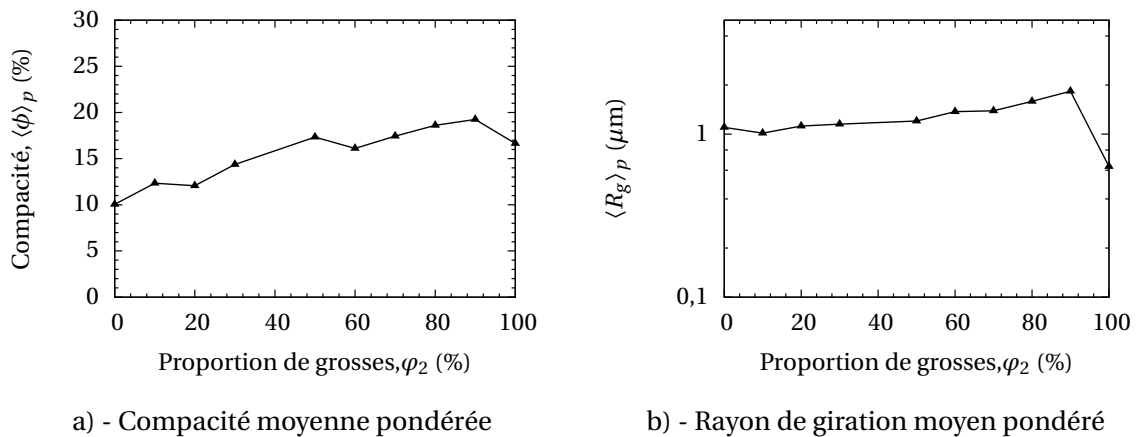 30
25
20
15
10
5
0
Compacité, ⟨ϕ⟩p (%)
0 20 40 60 80 100
Proportion de grosses,φ2 (%)
a) - Compacité moyenne pondérée
1
0,1
⟨Rg⟩p (μm)
0 20 40 60 80 100
Proportion de grosses,φ2 (%)
b) - Rayon de giration moyen pondéré